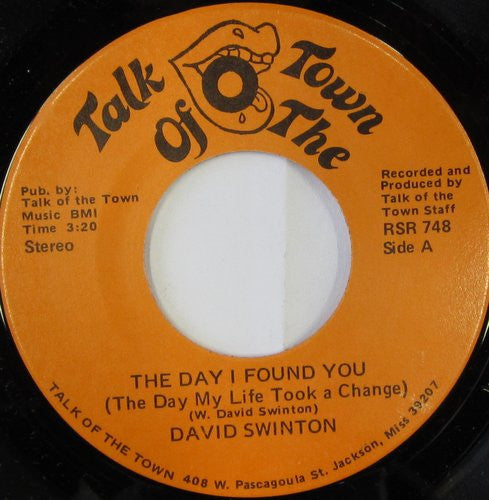 Talk Of The Town
Pub. by:
Talk of the Town
Music BMI
Time 3:20
Stereo
Recorded and
Produced by
Talk of the
Town Staff
RSR 748
Side A
THE DAY I FOUND YOU
(The Day My Life Took a Change)
(W. David Swinton)
DAVID SWINTON
TALK OF THE TOWN 408 W. Pascagoula St. Jackson, Miss 39207